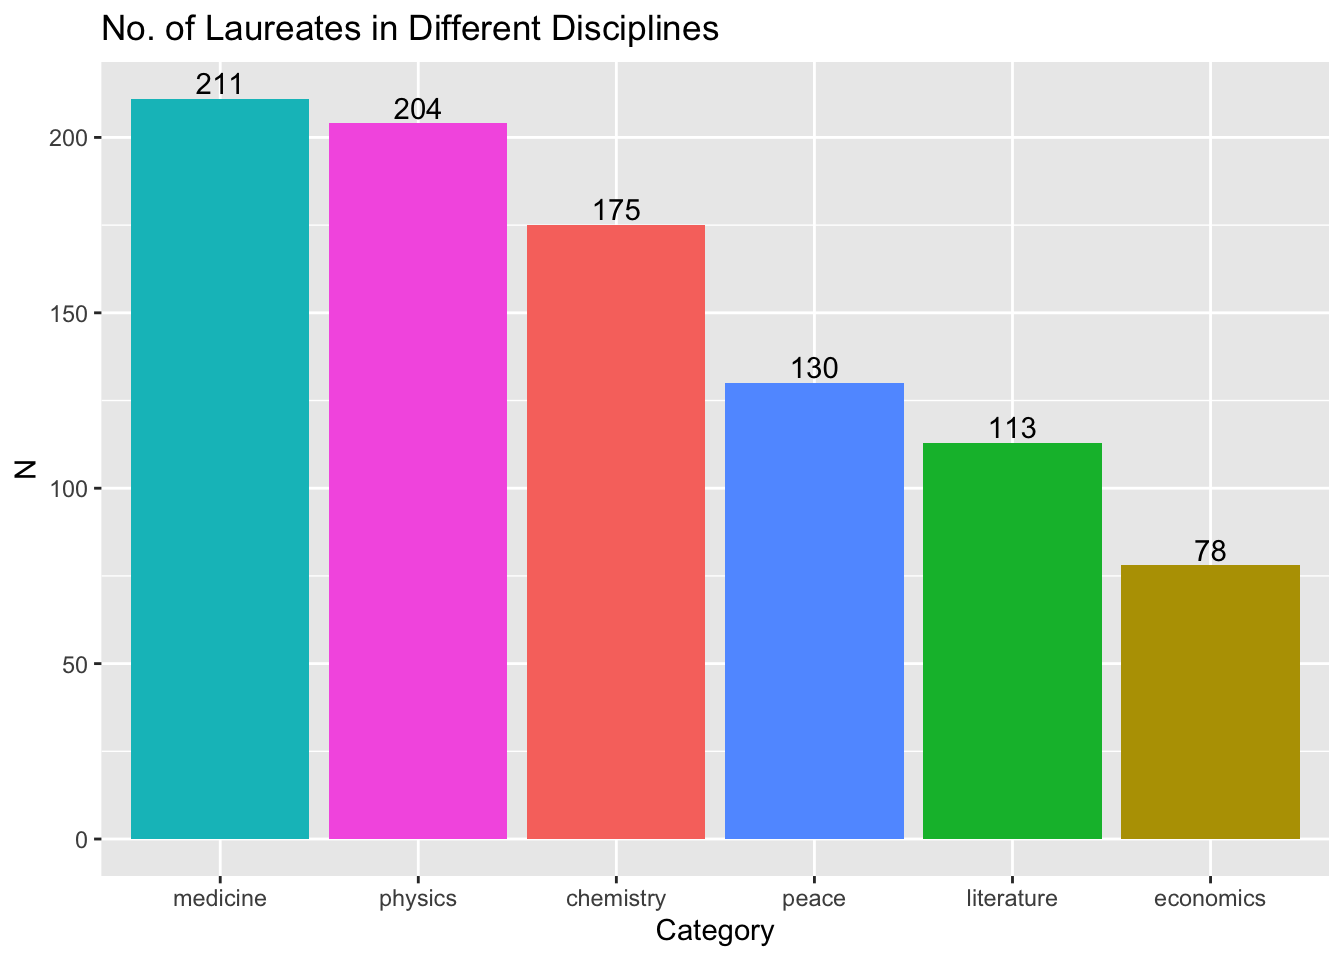 No. of Laureates in Different Disciplines
211
204
175
130
113
78
200
150
100
50
0
N
medicine physics chemistry peace literature economics
Category